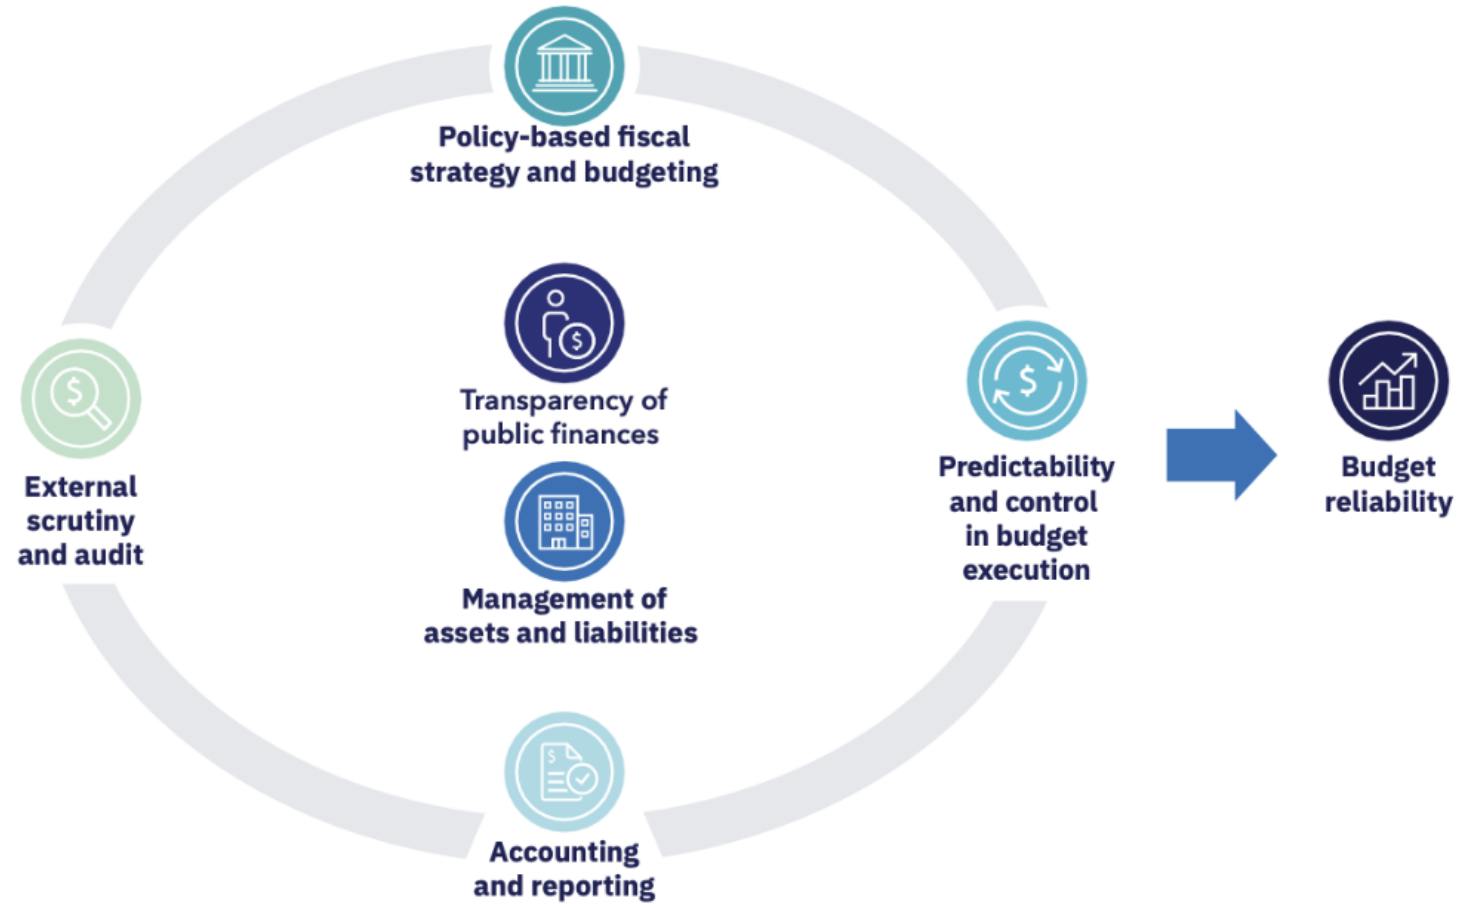 Policy-based fiscal
strategy and budgeting
$
Transparency of
public finances
$
External
scrutiny
and audit
$
Predictability
and control
in budget
execution
Budget
reliability
Management of
assets and liabilities
$
Accounting
and reporting